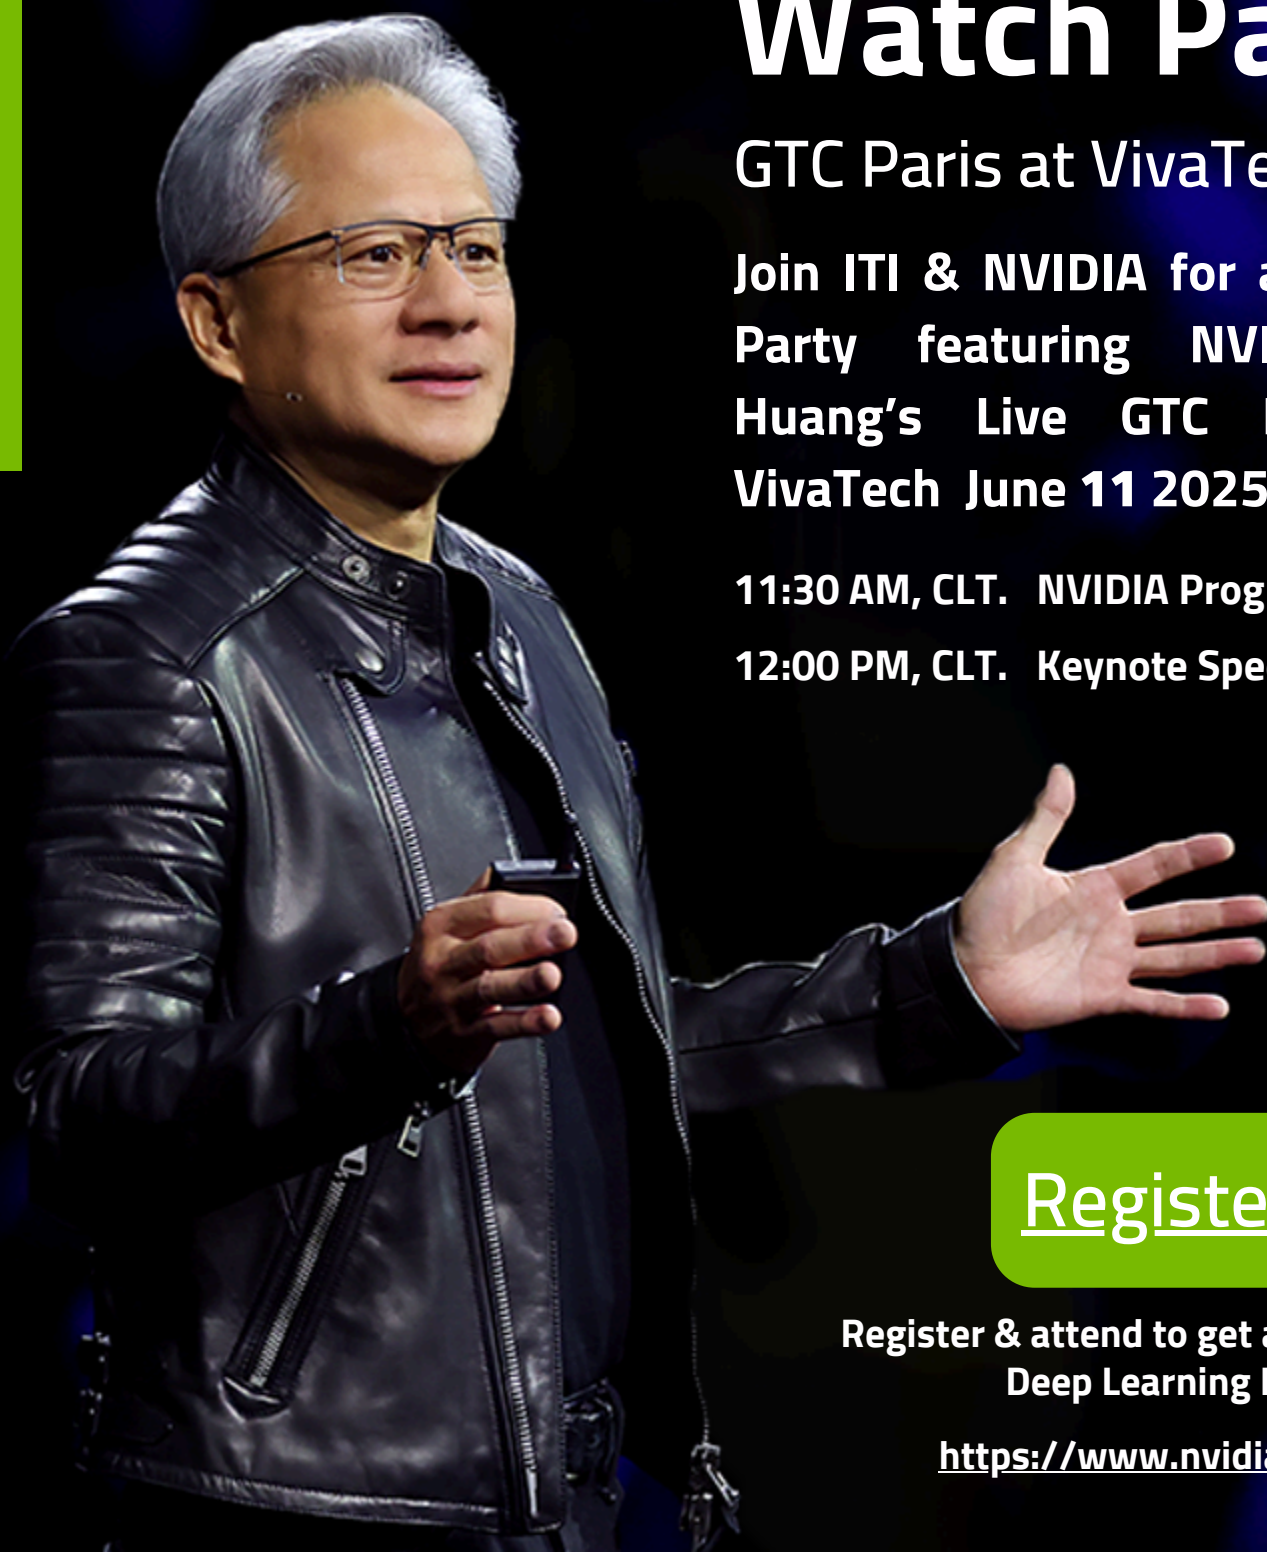 Watch Pa
GTC Paris at VivaTe
Join ITI & NVIDIA for a
Party featuring NVI
Huang’s Live GTC
VivaTech June 11 2025
11:30 AM, CLT. NVIDIA Prog
12:00 PM, CLT. Keynote Spe
Registe
Register & attend to get a
Deep Learning
https://www.nvidia